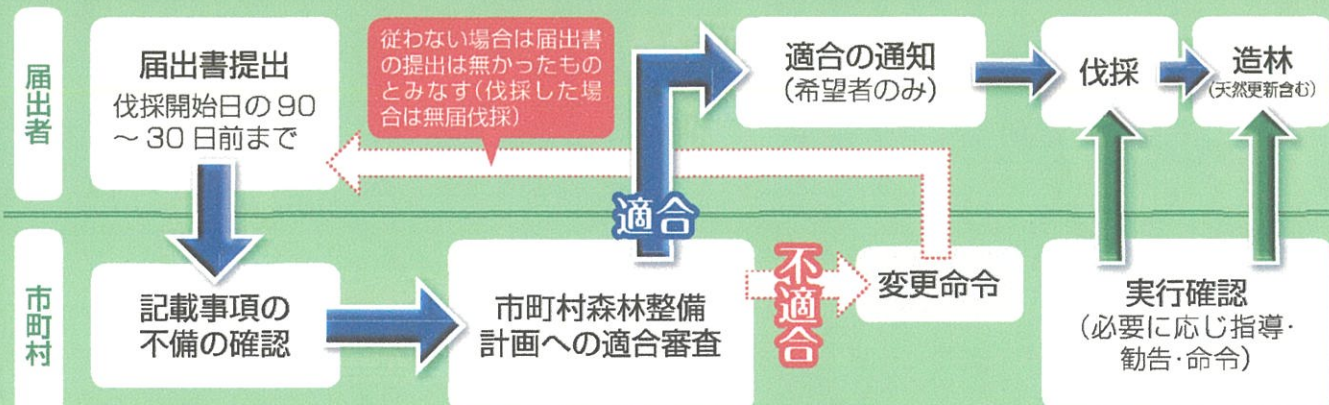 届出者
届出書提出
伐採開始日の90
～30日前まで
従わない場合は届出書
の提出は無かったもの
とみなす(伐採した場
合は無届伐採)
適合の通知
(希望者のみ)
伐採
造林
(天然更新含む)
適合
市町村
記載事項の
不備の確認
市町村森林整備
計画への適合審査
不適合
変更命令
実行確認
(必要に応じ指導・
勧告・命令)